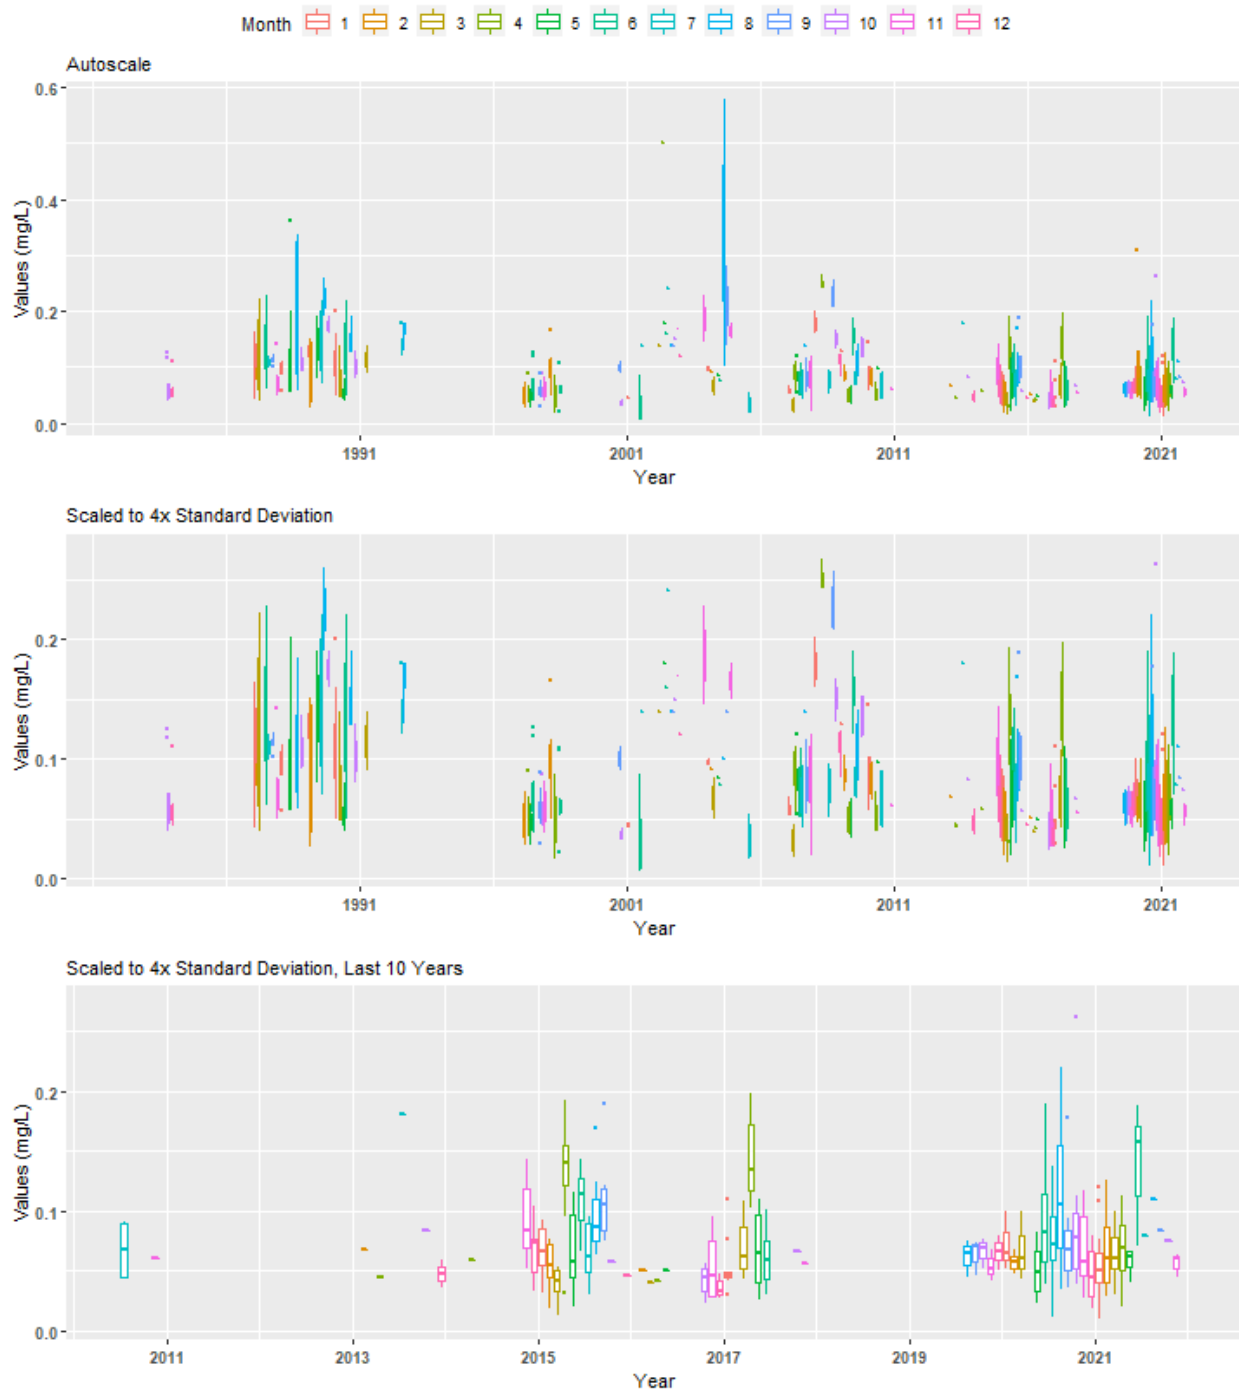 Month 1 2 3 4 5 6 7 8 9 10 11 12
Autoscale
Values (mg/L)
0.6
0.4
0.2
0.0
1991 2001 2011 2021
Year
Scaled to 4x Standard Deviation
Values (mg/L)
0.2
0.1
0.0
1991 2001 2011 2021
Year
Scaled to 4x Standard Deviation, Last 10 Years
Values (mg/L)
0.2
0.1
0.0
2011 2013 2015 2017 2019 2021
Year